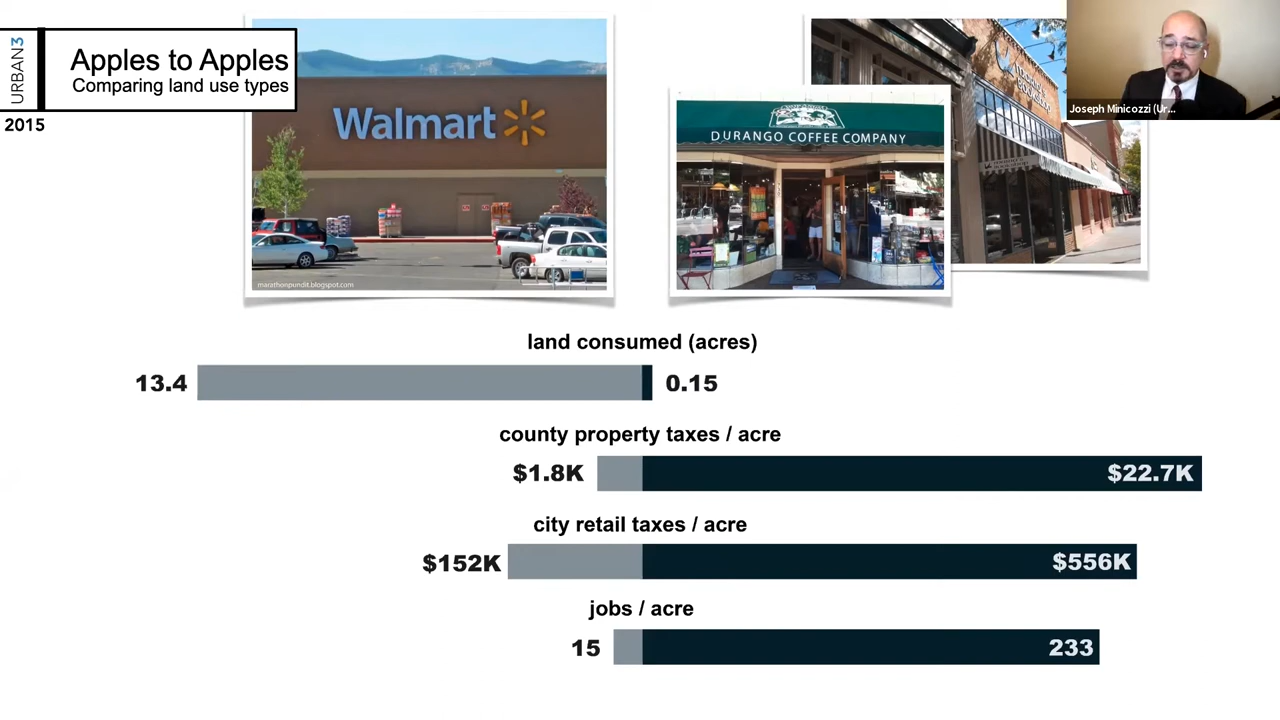 URBAN3
Apples to Apples
Comparing land use types
2015
Walmart
marathonpundit.blogspot.com
DURANGO COFFEE COMPANY
Joseph Minicozzi (Ur...
land consumed (acres)
13.4
0.15
county property taxes / acre
$1.8K
$22.7K
city retail taxes / acre
$152K
$556K
jobs / acre
15
233